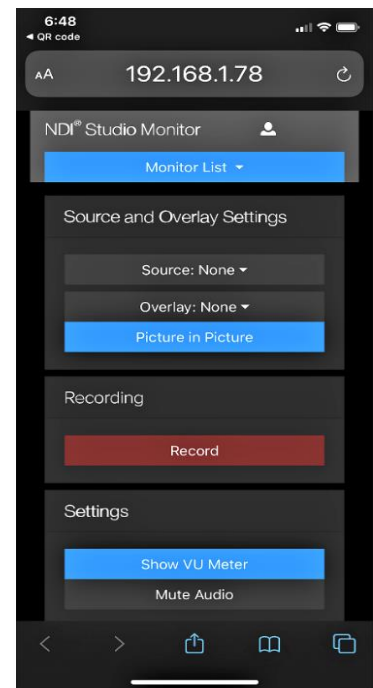 6:48
◀ QR code
AA 192.168.1.78
NDI® Studio Monitor
Monitor List
Source and Overlay Settings
Source: None
Overlay: None
Picture in Picture
Recording
Record
Settings
Show VU Meter
Mute Audio